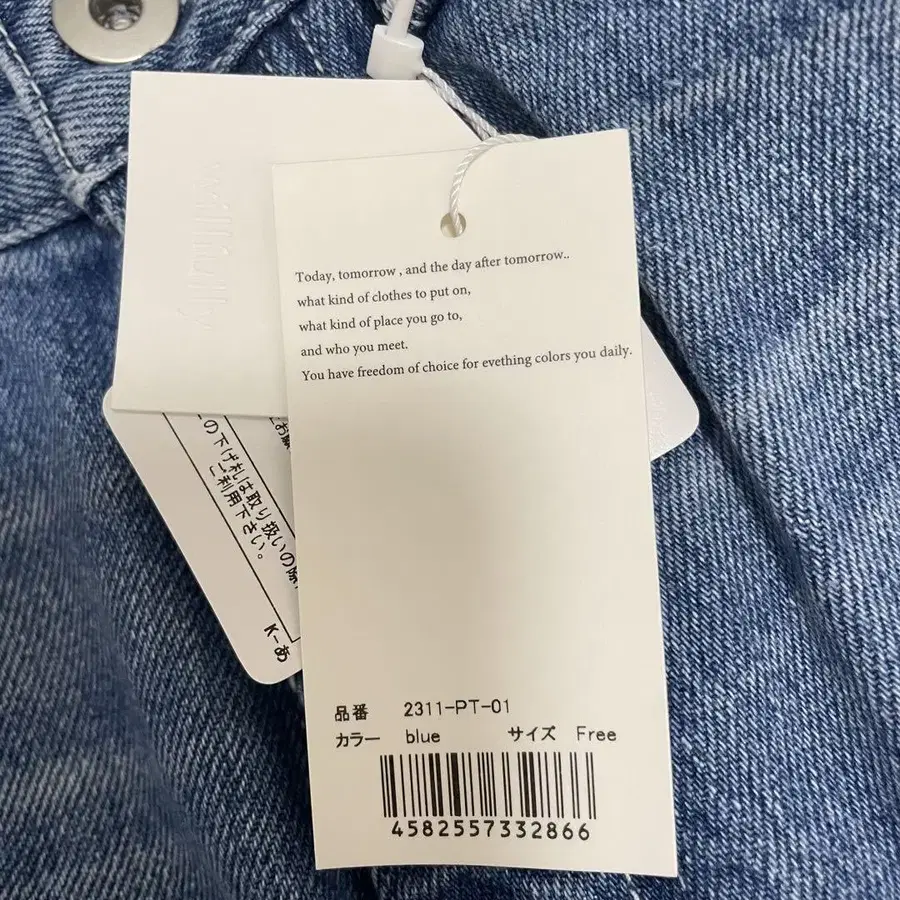 willfully
Today, tomorrow , and the day after tomorrow..
what kind of clothes to put on,
what kind of place you go to,
and who you meet.
You have freedom of choice for evething colors you daily.
の下げ札は取り扱いの際
ご利用下さい。
K-あ
品番 2311-PT-01
カラー blue サイズ Free
4582557332866